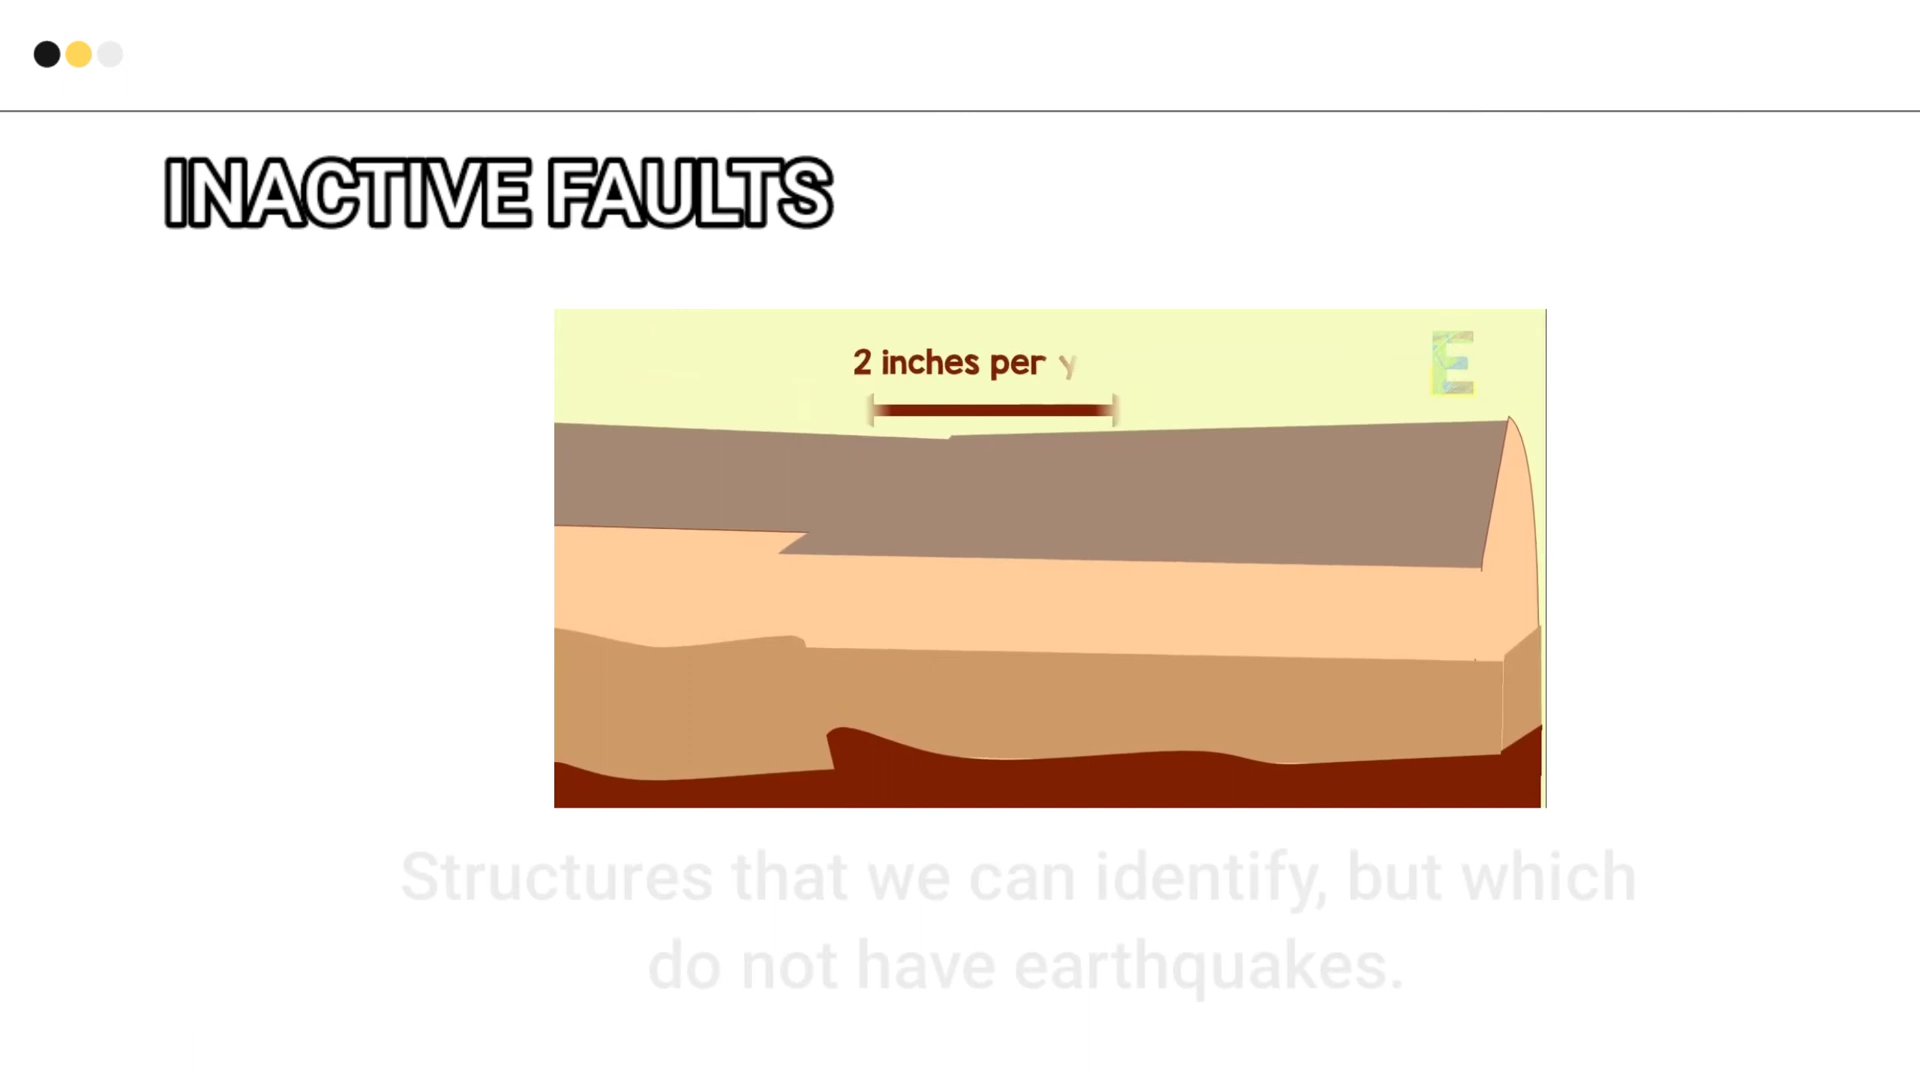 INACTIVE FAULTS
2 inches per y
E
Structures that we can identify, but which
do not have earthquakes.